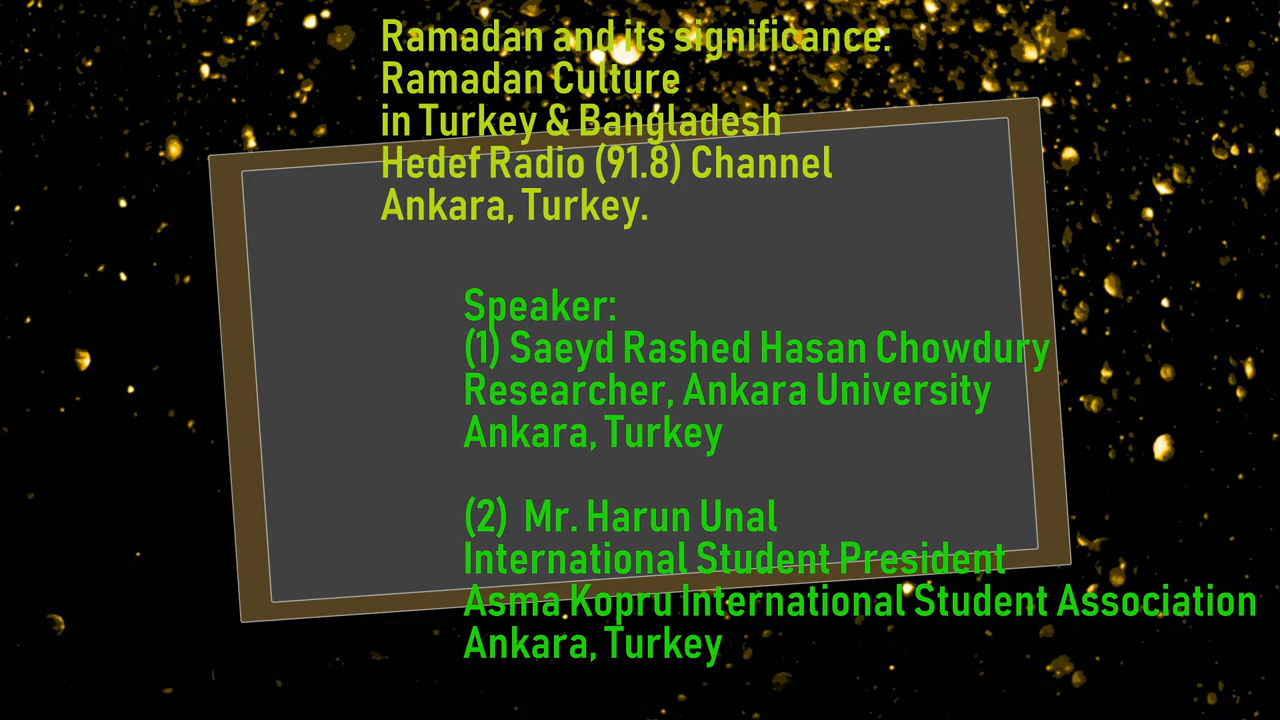 Ramadan and its significance:
Ramadan Culture
in Turkey & Bangladesh
Hedef Radio (91.8) Channel
Ankara, Turkey.
Speaker:
(1) Saeyd Rashed Hasan Chowdury
Researcher, Ankara University
Ankara, Turkey
(2) Mr. Harun Unal
International Student President
Asma Kopru International Student Association
Ankara, Turkey